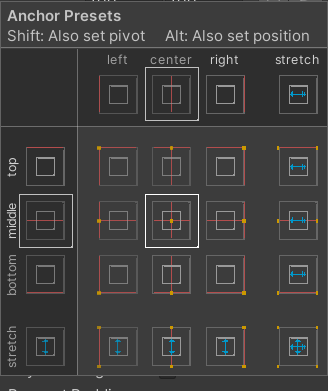 Anchor Presets
Shift: Also set pivot Alt: Also set position
left center right stretch
top
middle
bottom
stretch